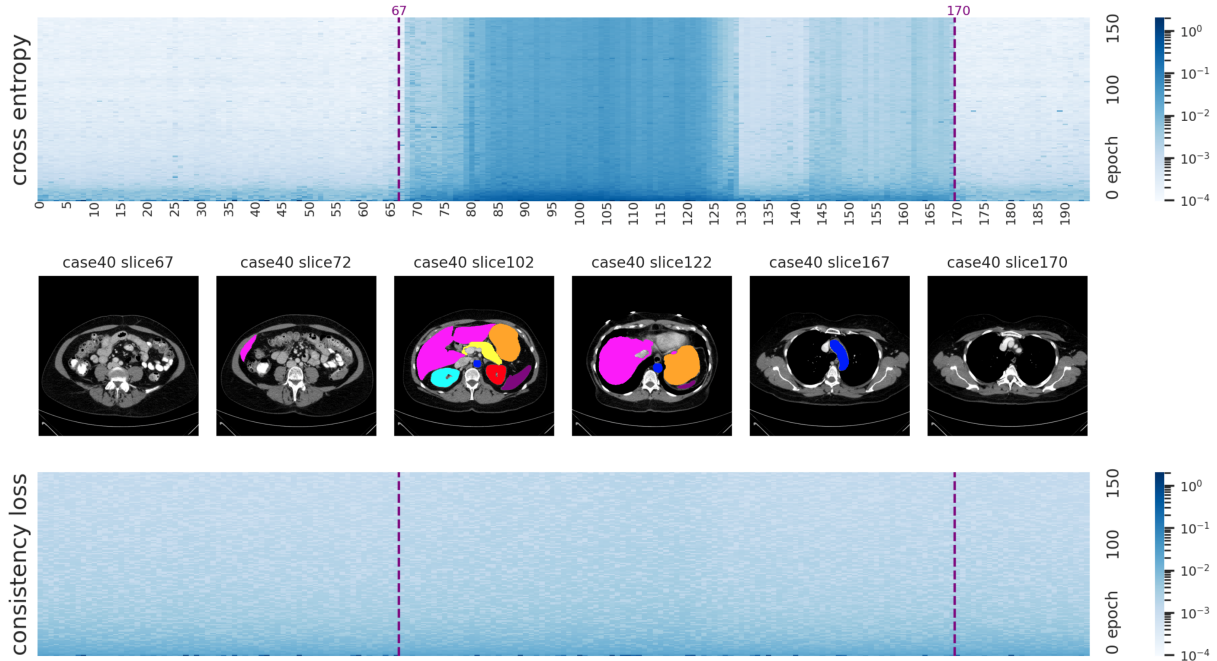 67 170
cross entropy
0 epoch 100 150
10^0
10^-1
10^-2
10^-3
10^-4
0 5 10 15 20 25 30 35 40 45 50 55 60 65 70 75 80 85 90 95 100 105 110 115 120 125 130 135 140 145 150 155 160 165 170 175 180 185 190
case40 slice67 case40 slice72 case40 slice102 case40 slice122 case40 slice167 case40 slice170
consistency loss
0 epoch 100 150
10^0
10^-1
10^-2
10^-3
10^-4